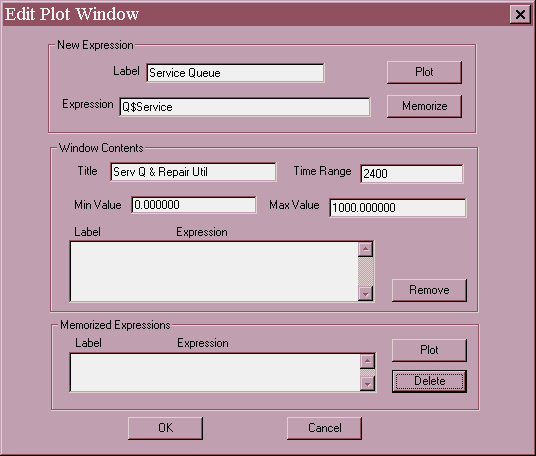 Edit Plot Window
New Expression
Label Service Queue Plot
Expression Q$Service Memorize
Window Contents
Title Serv Q & Repair Util Time Range 2400
Min Value 0.000000 Max Value 1000.000000
Label Expression
Remove
Memorized Expressions
Label Expression Plot
Delete
OK Cancel